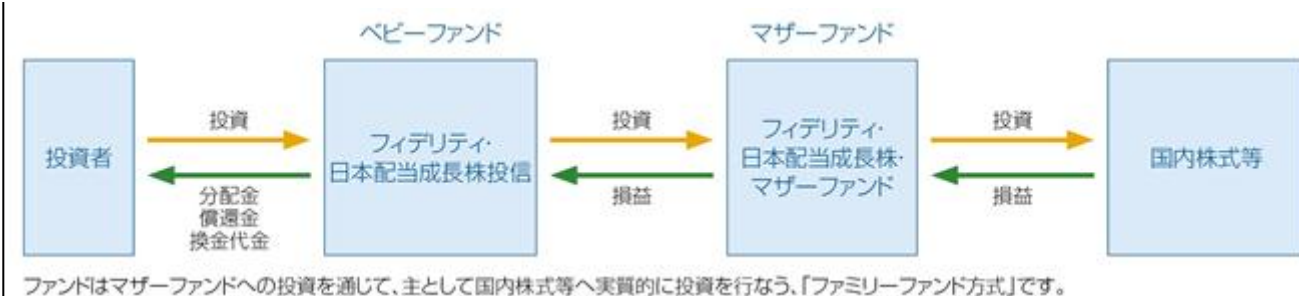 ベビーファンド
マザーファンド
投資者
投資
分配金
償還金
換金代金
フィデリティ・
日本配当成長株投信
投資
損益
フィデリティ・
日本配当成長株・
マザーファンド
投資
損益
国内株式等
ファンドはマザーファンドへの投資を通じて、主として国内株式等へ実質的に投資を行なう、「ファミリーファンド方式」です。